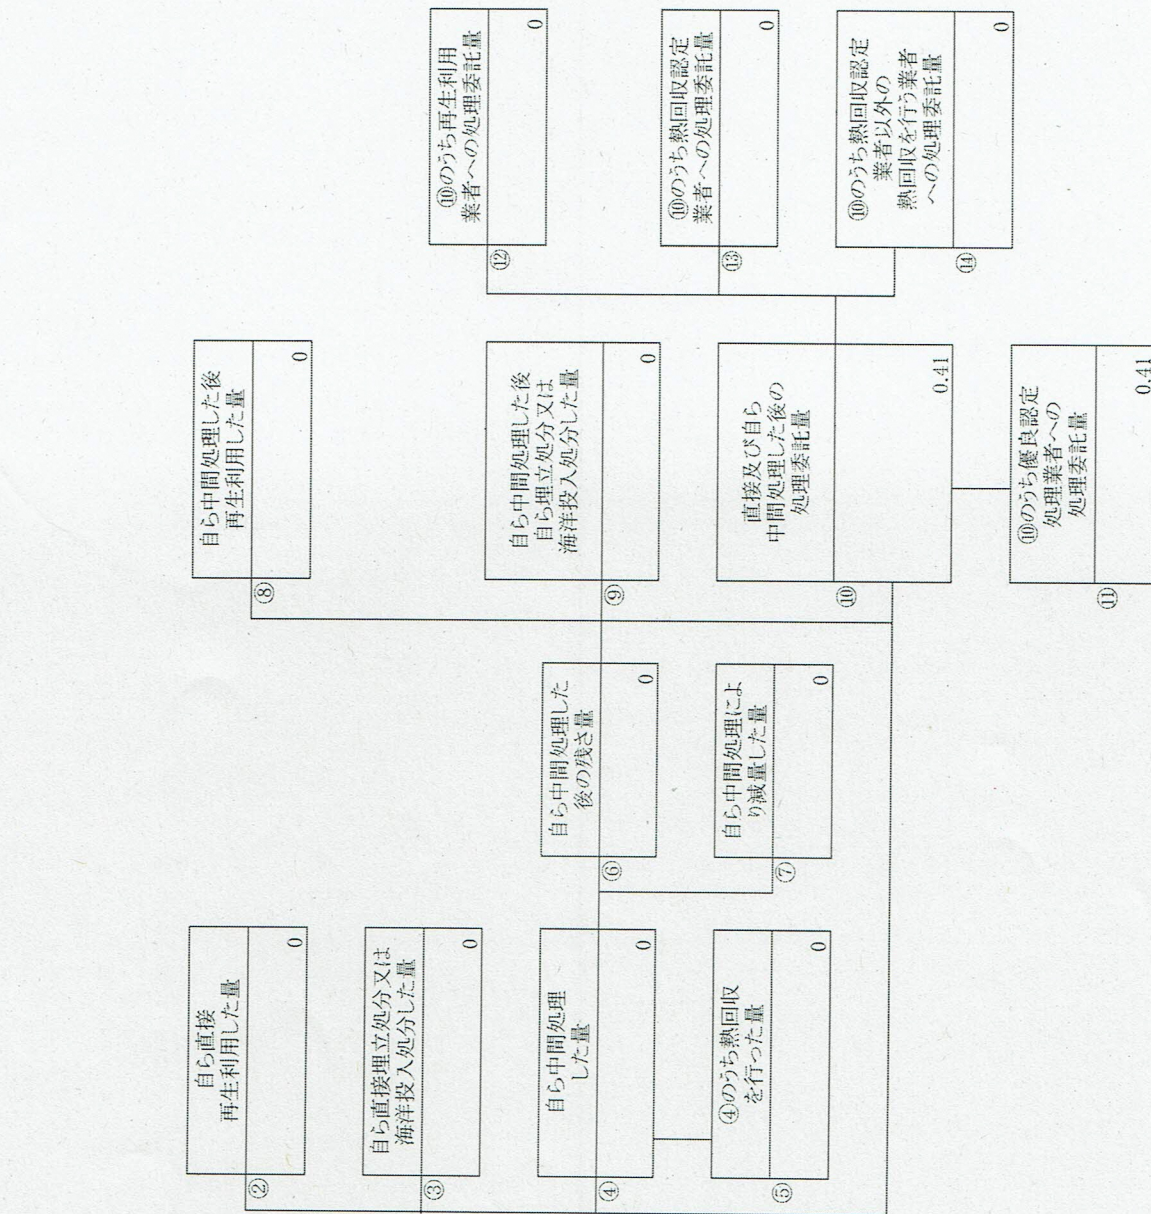 ②
自ら直接
再生利用した量
0
③
自ら直接埋立処分又は
海洋投入処分した量
0
④
自ら中間処理
した量
0
⑤
④のうち熱回収
を行った量
0
⑥
自ら中間処理した
後の残さ量
0
⑦
自ら中間処理によ
り減量した量
0
⑧
自ら中間処理した後
再生利用した量
0
⑨
自ら中間処理した後
自ら埋立処分又は
海洋投入処分した量
0
⑩
直接及び自ら
中間処理した後の
処理委託量
0.41
⑪
⑩のうち優良認定
処理業者への
処理委託量
0.41
⑫
⑩のうち再生利用
業者への処理委託量
0
⑬
⑩のうち熱回収認定
業者への処理委託量
0
⑭
⑩のうち熱回収認定
業者以外の
熱回収を行う業者
への処理委託量
0